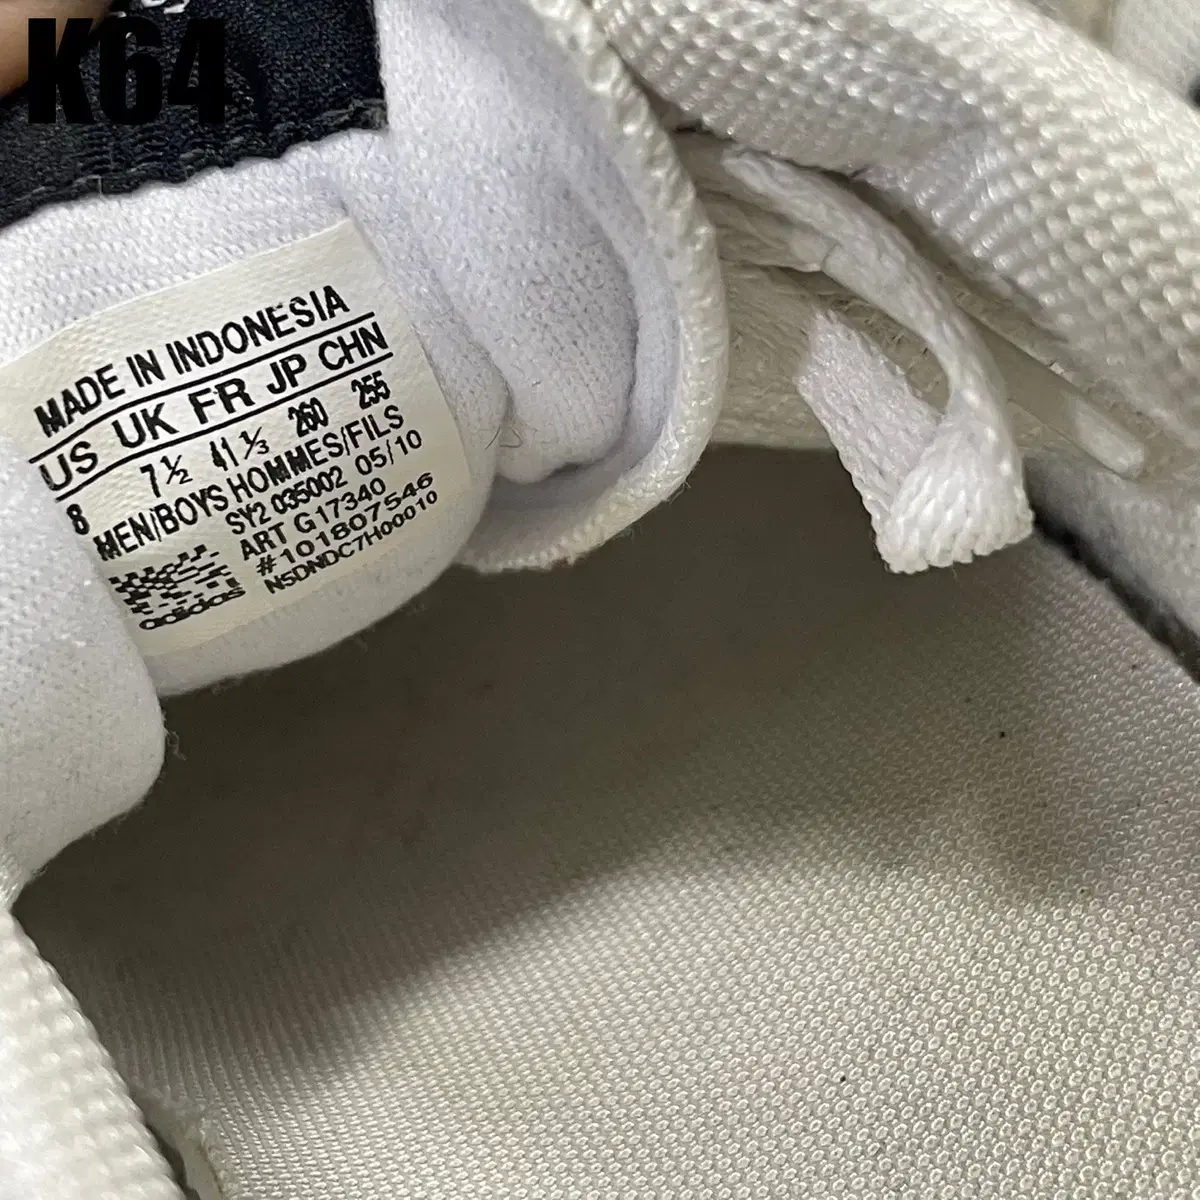 K64
MADE IN INDONESIA
US UK FR JP CHN
8 7½ 41⅓ 260 255
MEN/BOYS HOMMES/FILS
SY2 035002 05/10
ART G17340
#101807546
N5DNDC7H00010
adidas